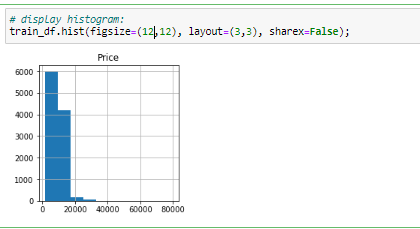 # display histogram:
train_df.hist(figsize=(12,12), layout=(3,3), sharex=False);
Price
6000
5000
4000
3000
2000
1000
0
0 20000 40000 60000 80000